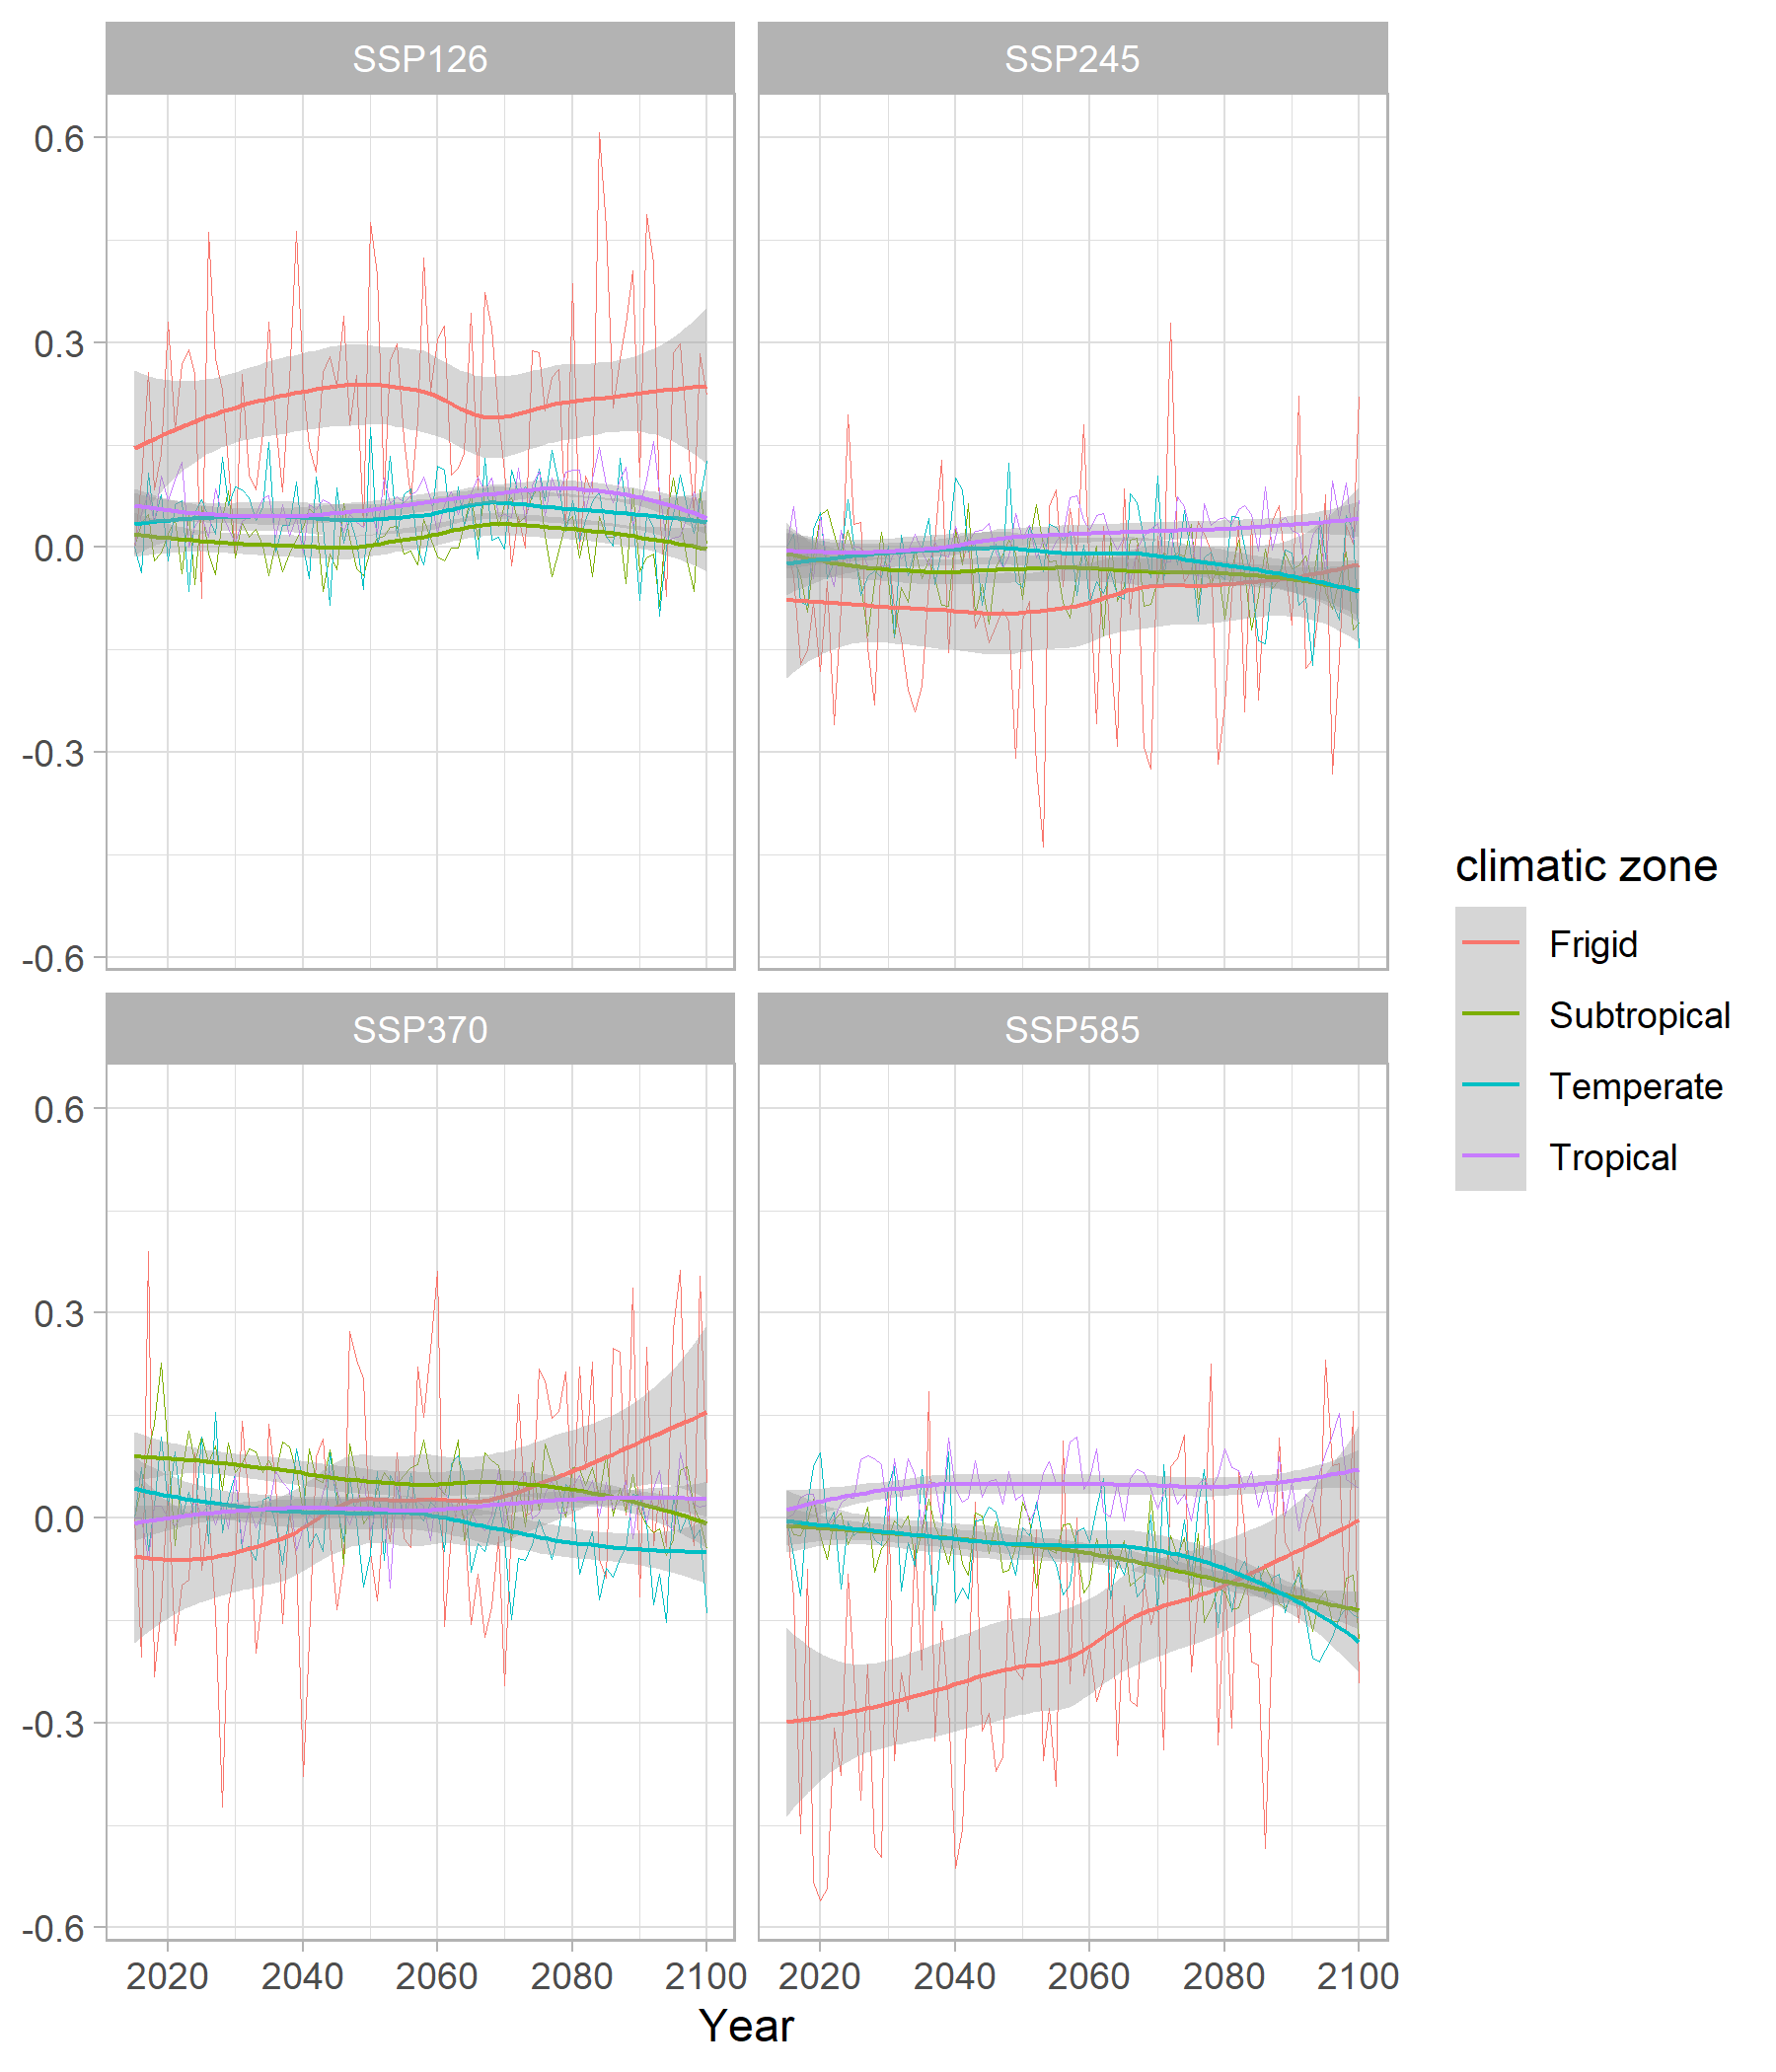 SSP126
SSP245
0.6
0.3
0.0
-0.3
-0.6
climatic zone
Frigid
Subtropical
Temperate
Tropical
SSP370
SSP585
0.6
0.3
0.0
-0.3
-0.6
2020 2040 2060 2080 2100 2020 2040 2060 2080 2100
Year